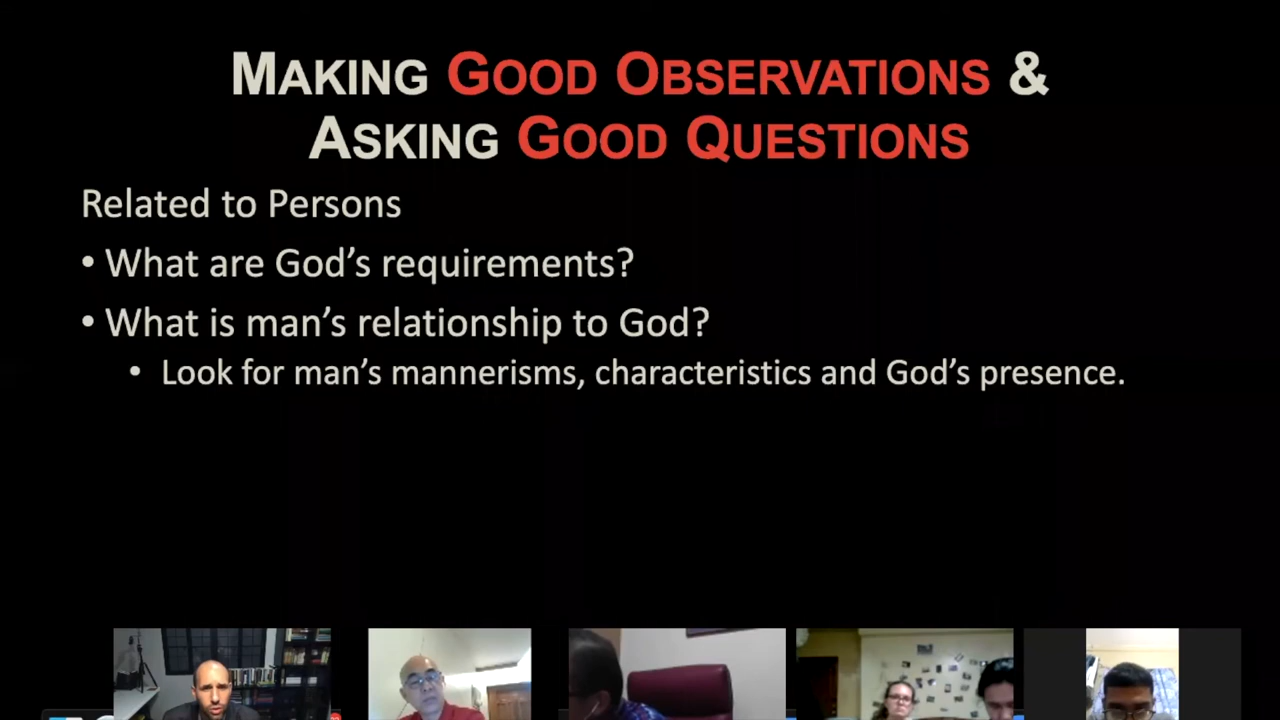 MAKING GOOD OBSERVATIONS &
ASKING GOOD QUESTIONS
Related to Persons
• What are God’s requirements?
• What is man’s relationship to God?
• Look for man’s mannerisms, characteristics and God’s presence.